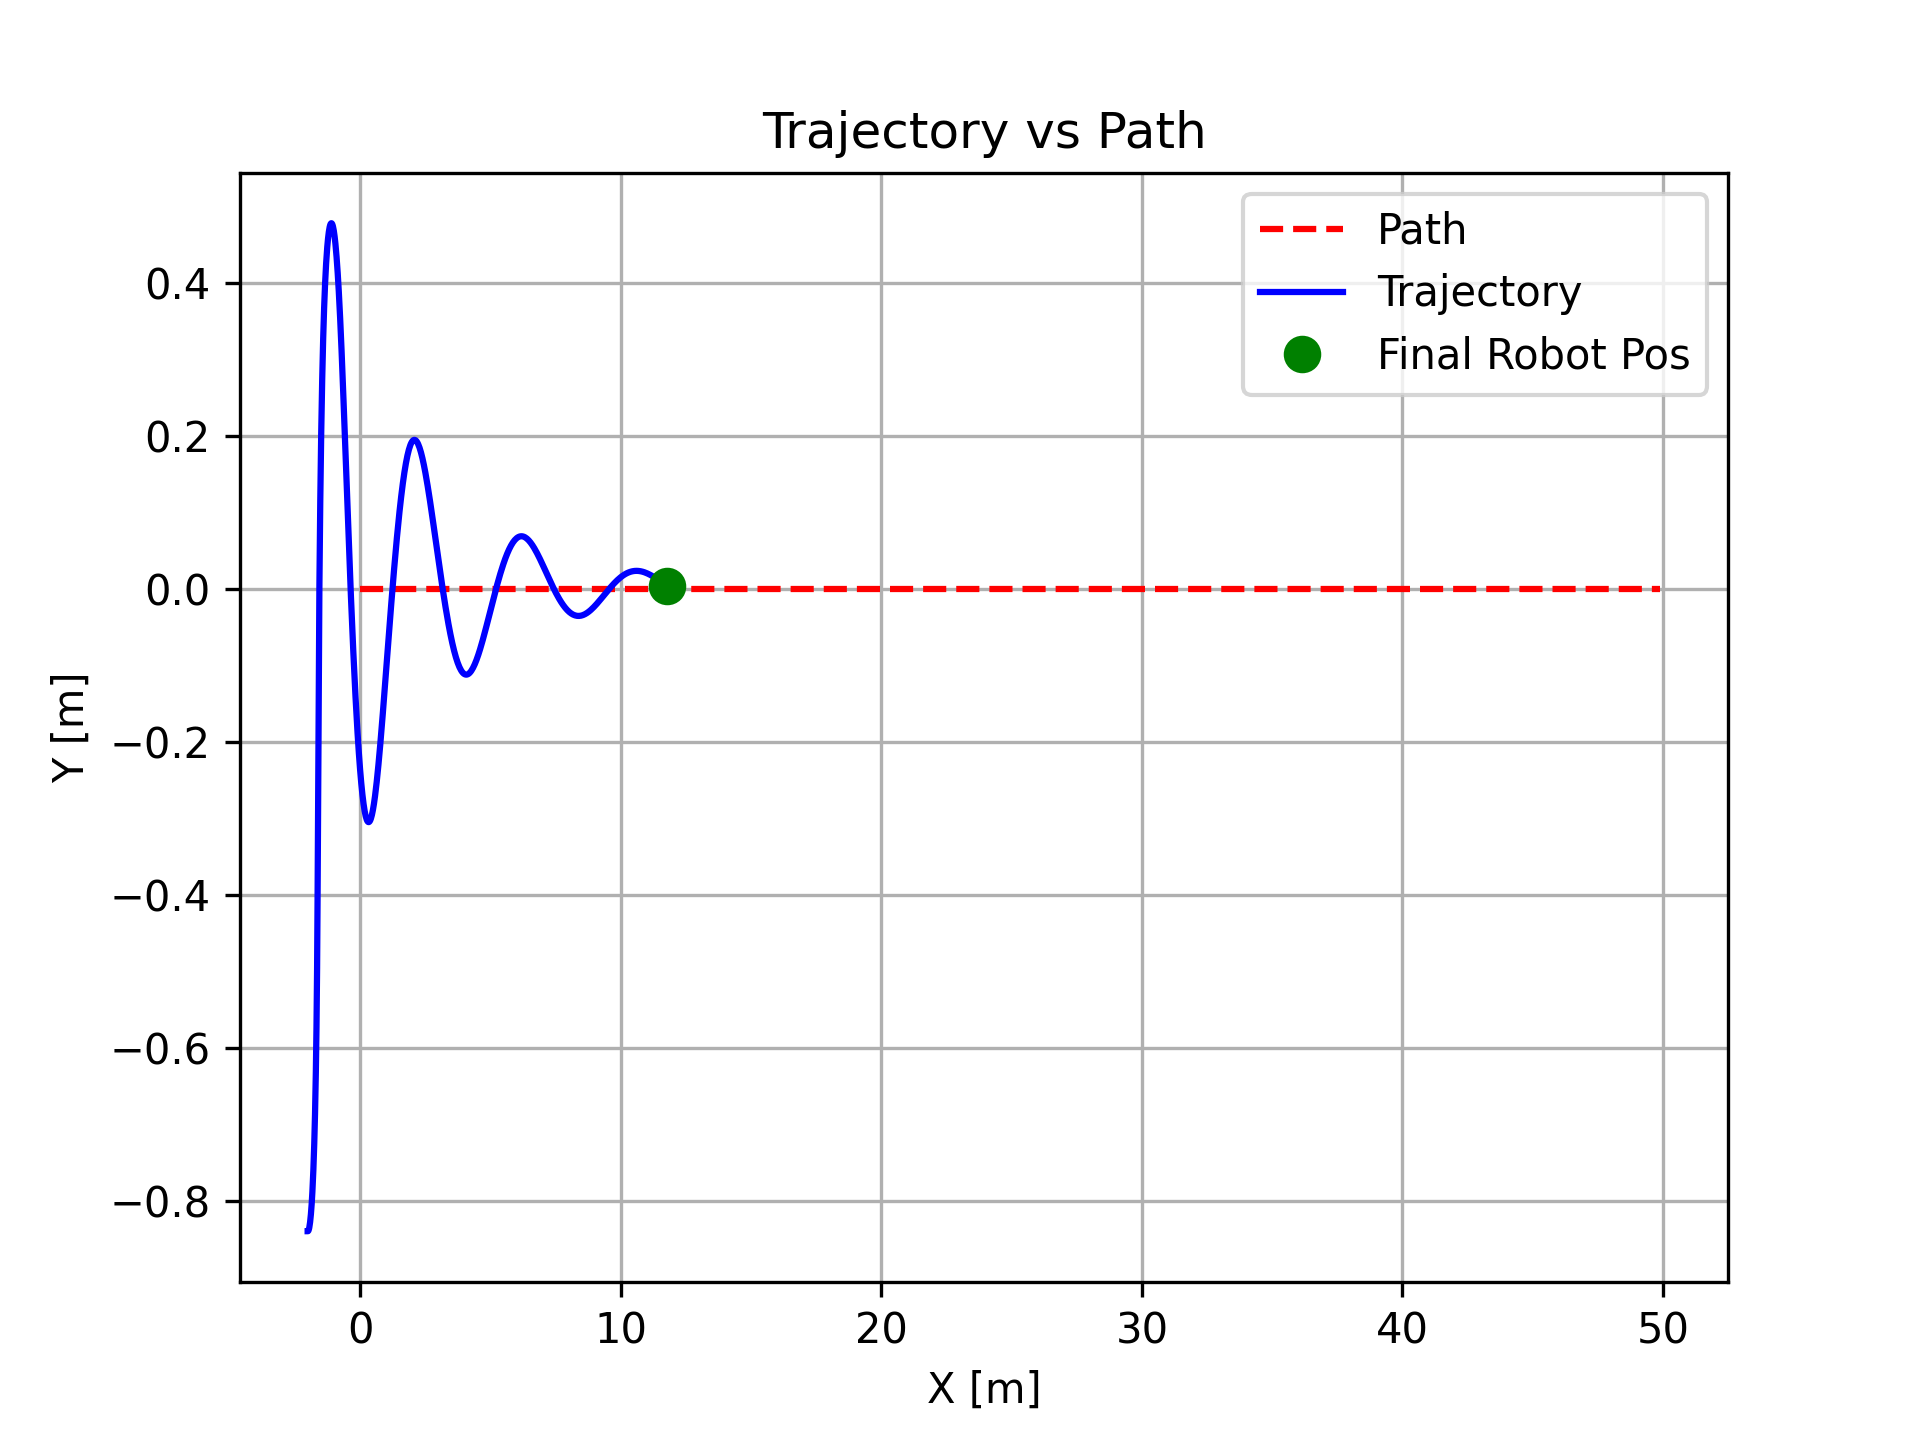 Trajectory vs Path
Path
Trajectory
Final Robot Pos
0.4
0.2
0.0
−0.2
−0.4
−0.6
−0.8
Y [m]
0 10 20 30 40 50
X [m]